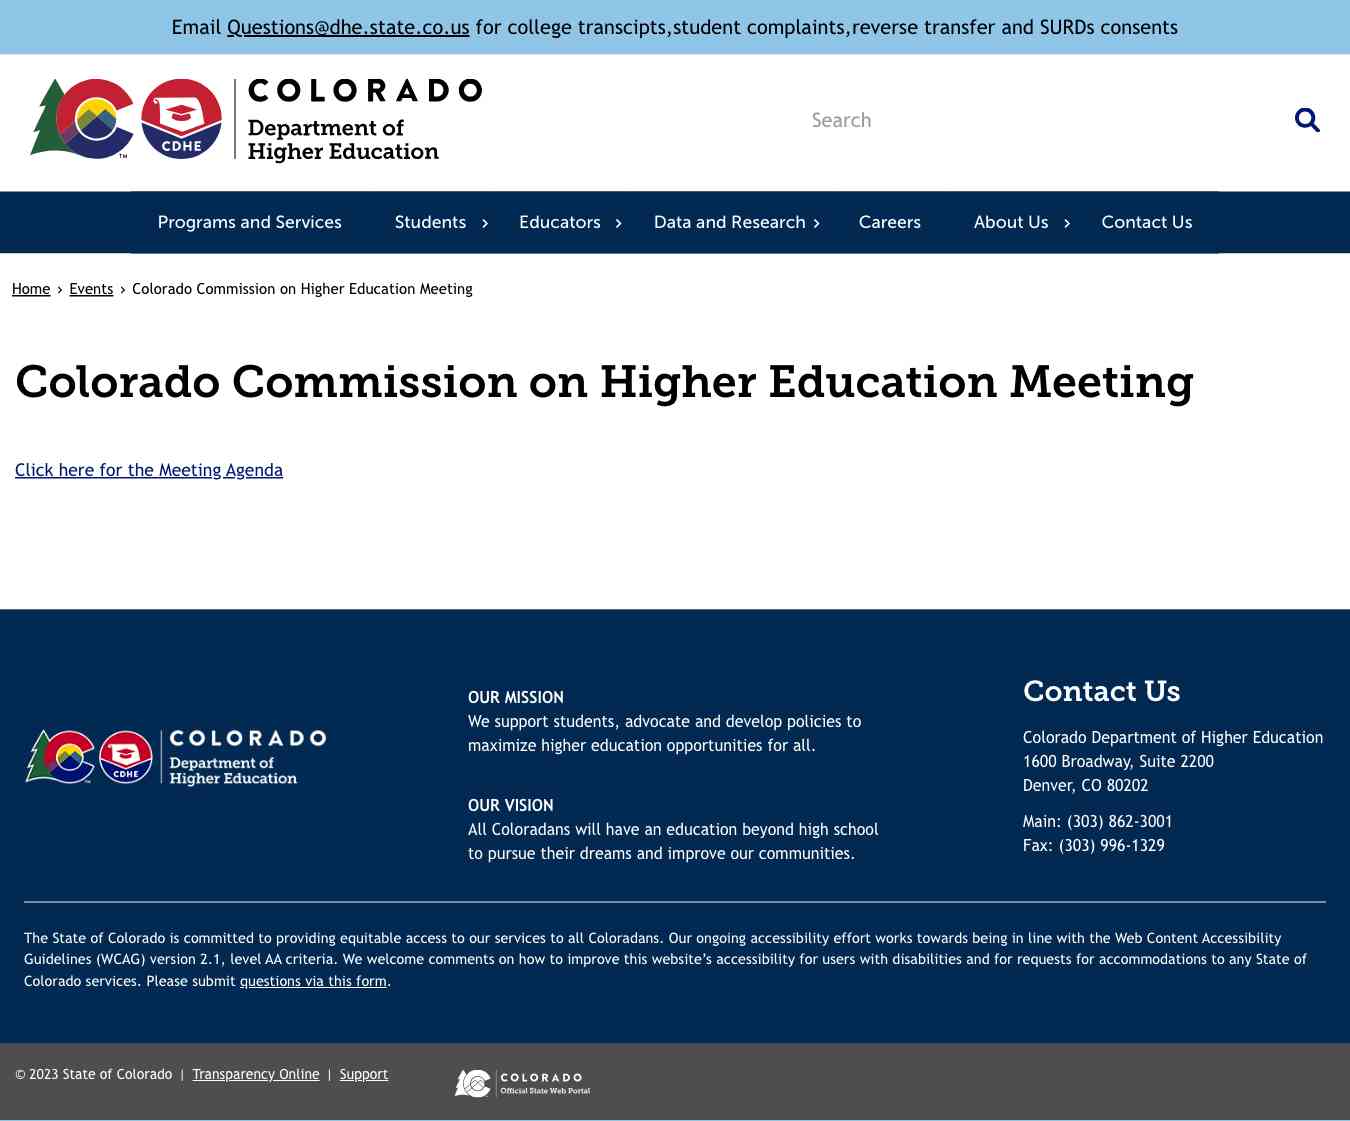 Email Questions@dhe.state.co.us for college transcipts,student complaints,reverse transfer and SURDs consents
CDHE
TM
COLORADO
Department of
Higher Education
Search
Programs and Services
Students
Educators
Data and Research
Careers
About Us
Contact Us
Home › Events › Colorado Commission on Higher Education Meeting
Colorado Commission on Higher Education Meeting
Click here for the Meeting Agenda
CDHE
COLORADO
Department of
Higher Education
OUR MISSION
We support students, advocate and develop policies to
maximize higher education opportunities for all.
OUR VISION
All Coloradans will have an education beyond high school
to pursue their dreams and improve our communities.
Contact Us
Colorado Department of Higher Education
1600 Broadway, Suite 2200
Denver, CO 80202
Main: (303) 862-3001
Fax: (303) 996-1329
The State of Colorado is committed to providing equitable access to our services to all Coloradans. Our ongoing accessibility effort works towards being in line with the Web Content Accessibility
Guidelines (WCAG) version 2.1, level AA criteria. We welcome comments on how to improve this website’s accessibility for users with disabilities and for requests for accommodations to any State of
Colorado services. Please submit questions via this form.
© 2023 State of Colorado | Transparency Online | Support
COLORADO
Official State Web Portal